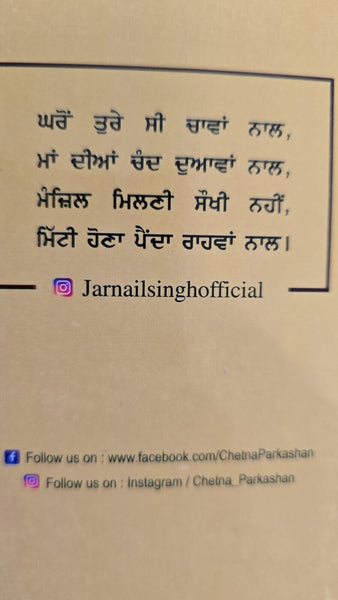 ਘਰੋਂ ਤੁਰੇ ਸੀ ਚਾਵਾਂ ਨਾਲ,
ਮਾਂ ਦੀਆਂ ਚੰਦ ਦੁਆਵਾਂ ਨਾਲ,
ਮੰਜ਼ਿਲ ਮਿਲਣੀ ਸੌਖੀ ਨਹੀਂ,
ਮਿੱਟੀ ਹੋਣਾ ਪੈਂਦਾ ਰਾਹਵਾਂ ਨਾਲ।
Jarnailsinghofficial
Follow us on : www.facebook.com/ChetnaParkashan
Follow us on : Instagram / Chetna_Parkashan